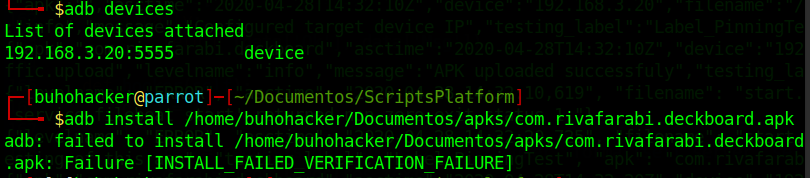 $adb devices
List of devices attached
192.168.3.20:5555 device
[buhohacker@parrot]-[~/Documentos/ScriptsPlatform]
$adb install /home/buhohacker/Documentos/apks/com.rivafarabi.deckboard.apk
adb: failed to install /home/buhohacker/Documentos/apks/com.rivafarabi.deckboard
.apk: Failure [INSTALL_FAILED_VERIFICATION_FAILURE]